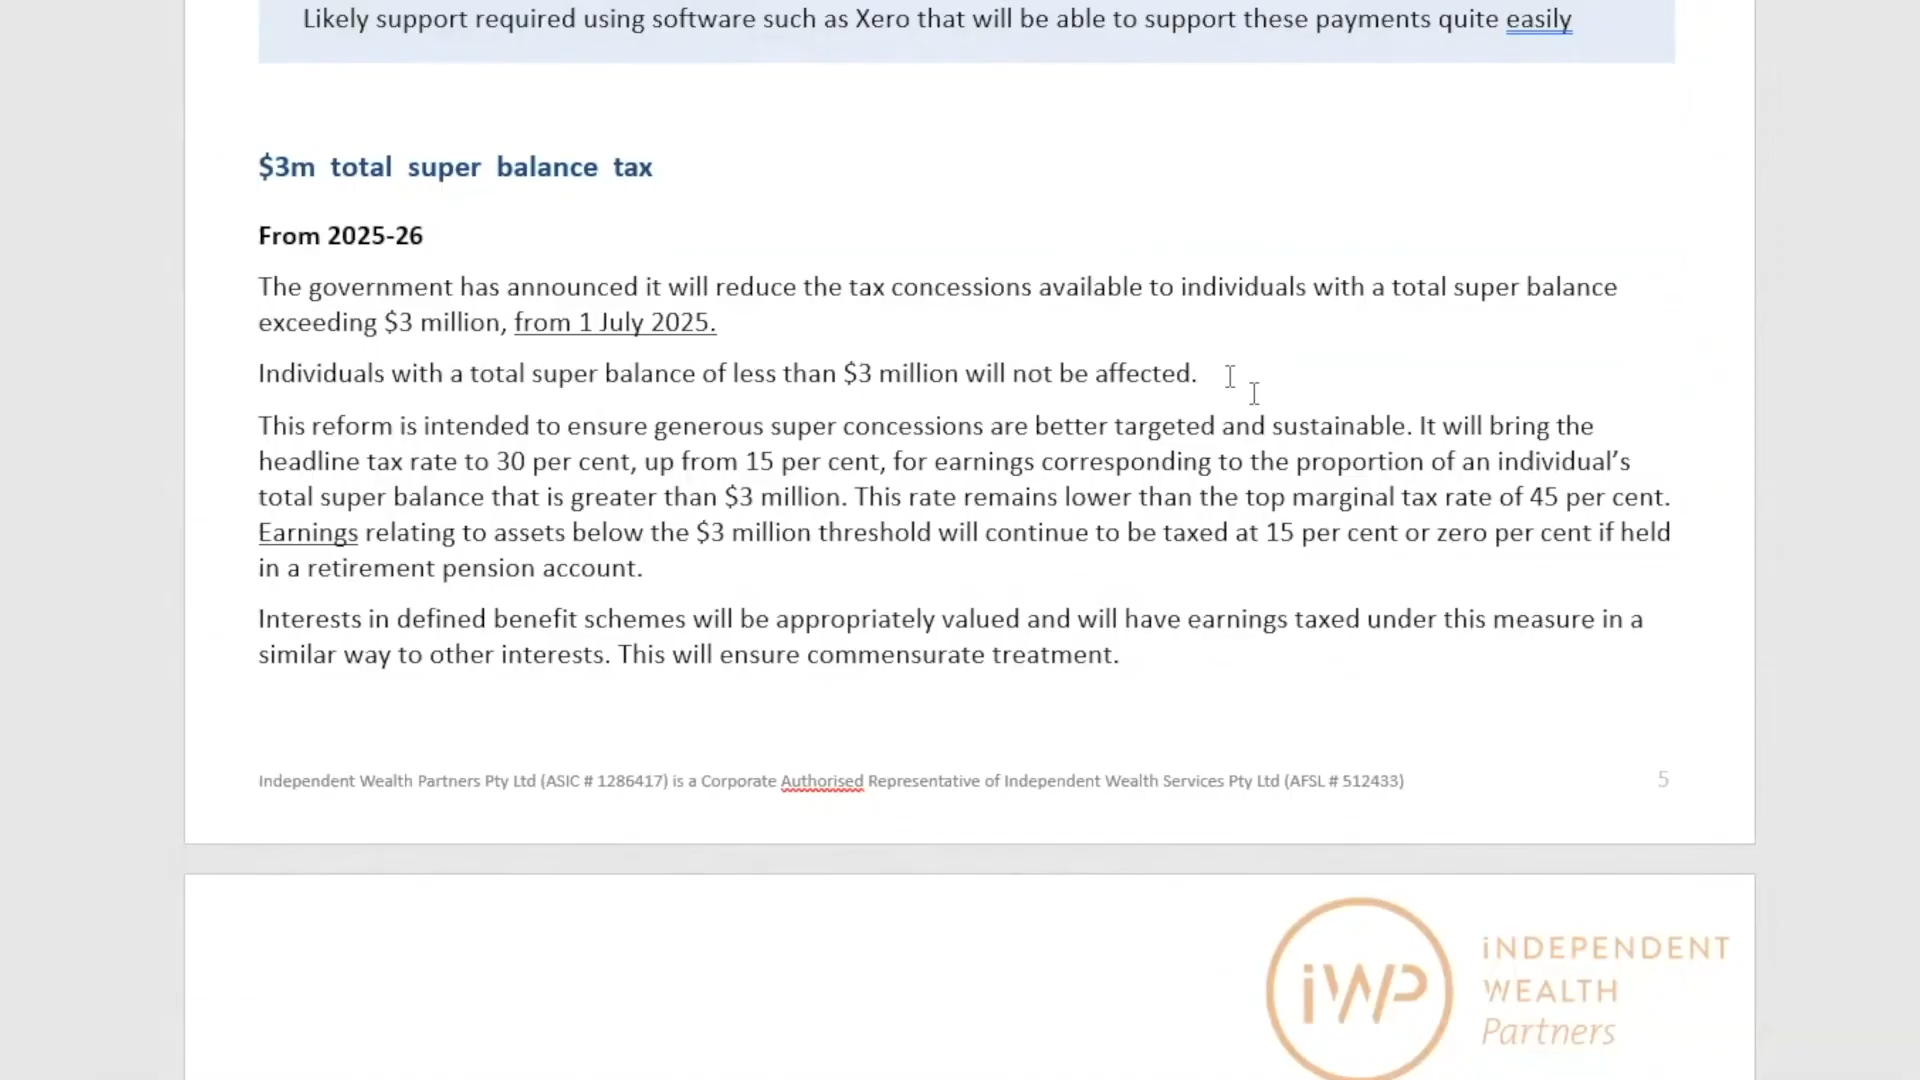 Likely support required using software such as Xero that will be able to support these payments quite easily
$3m total super balance tax
From 2025-26
The government has announced it will reduce the tax concessions available to individuals with a total super balance
exceeding $3 million, from 1 July 2025.
Individuals with a total super balance of less than $3 million will not be affected.
This reform is intended to ensure generous super concessions are better targeted and sustainable. It will bring the
headline tax rate to 30 per cent, up from 15 per cent, for earnings corresponding to the proportion of an individual’s
total super balance that is greater than $3 million. This rate remains lower than the top marginal tax rate of 45 per cent.
Earnings relating to assets below the $3 million threshold will continue to be taxed at 15 per cent or zero per cent if held
in a retirement pension account.
Interests in defined benefit schemes will be appropriately valued and will have earnings taxed under this measure in a
similar way to other interests. This will ensure commensurate treatment.
Independent Wealth Partners Pty Ltd (ASIC # 1286417) is a Corporate Authorised Representative of Independent Wealth Services Pty Ltd (AFSL # 512433)
5
iWP
iNDEPENDENT
WEALTH
Partners